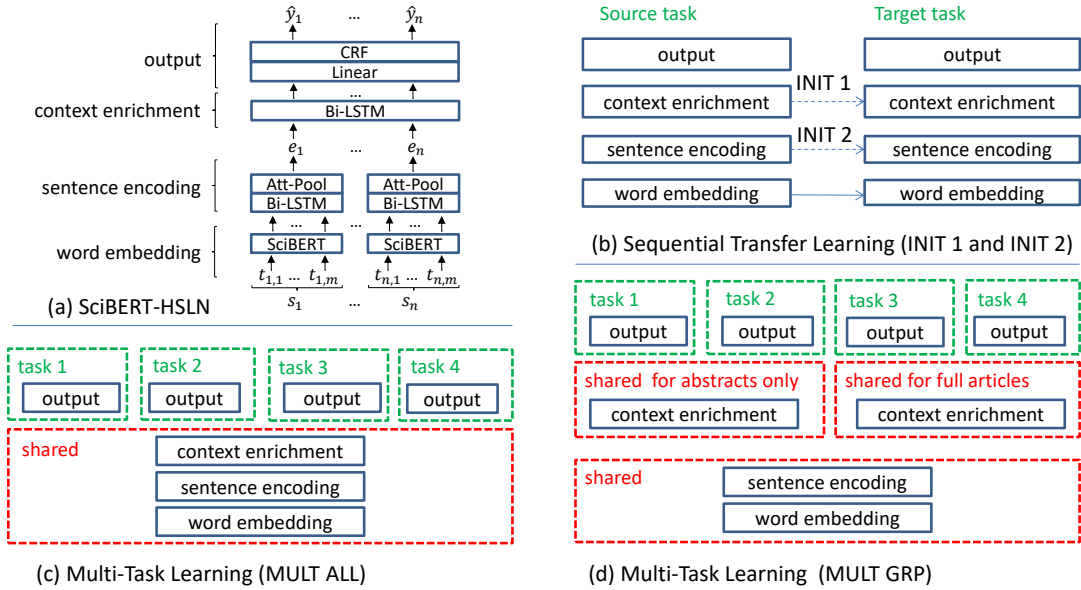 ŷ₁ ... ŷₙ
output
CRF
Linear
...
context enrichment
Bi-LSTM
e₁ ... eₙ
sentence encoding
Att-Pool ... Att-Pool
Bi-LSTM Bi-LSTM
... ...
word embedding
SciBERT SciBERT
t₁,₁ ... t₁,ₘ tₙ,₁ ... tₙ,ₘ
s₁ ... sₙ
(a) SciBERT-HSLN
Source task Target task
output output
INIT 1
context enrichment context enrichment
INIT 2
sentence encoding sentence encoding
word embedding word embedding
(b) Sequential Transfer Learning (INIT 1 and INIT 2)
task 1 task 2 task 3 task 4
output output output output
shared
context enrichment
sentence encoding
word embedding
(c) Multi-Task Learning (MULT ALL)
task 1 task 2 task 3 task 4
output output output output
shared for abstracts only shared for full articles
context enrichment context enrichment
shared
sentence encoding
word embedding
(d) Multi-Task Learning (MULT GRP)